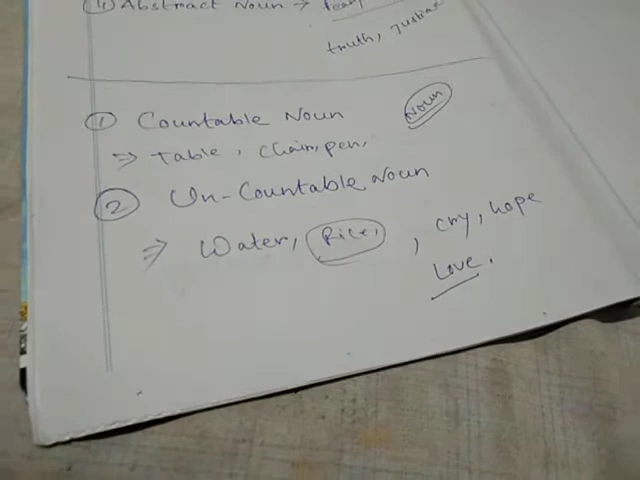 (4) Abstract Noun →
truth, Justice
① Countable Noun
Noun
⇒ Table, chair, pen,
② Un-Countable Noun
⇒ Water, Rice, , cry, hope
Love.